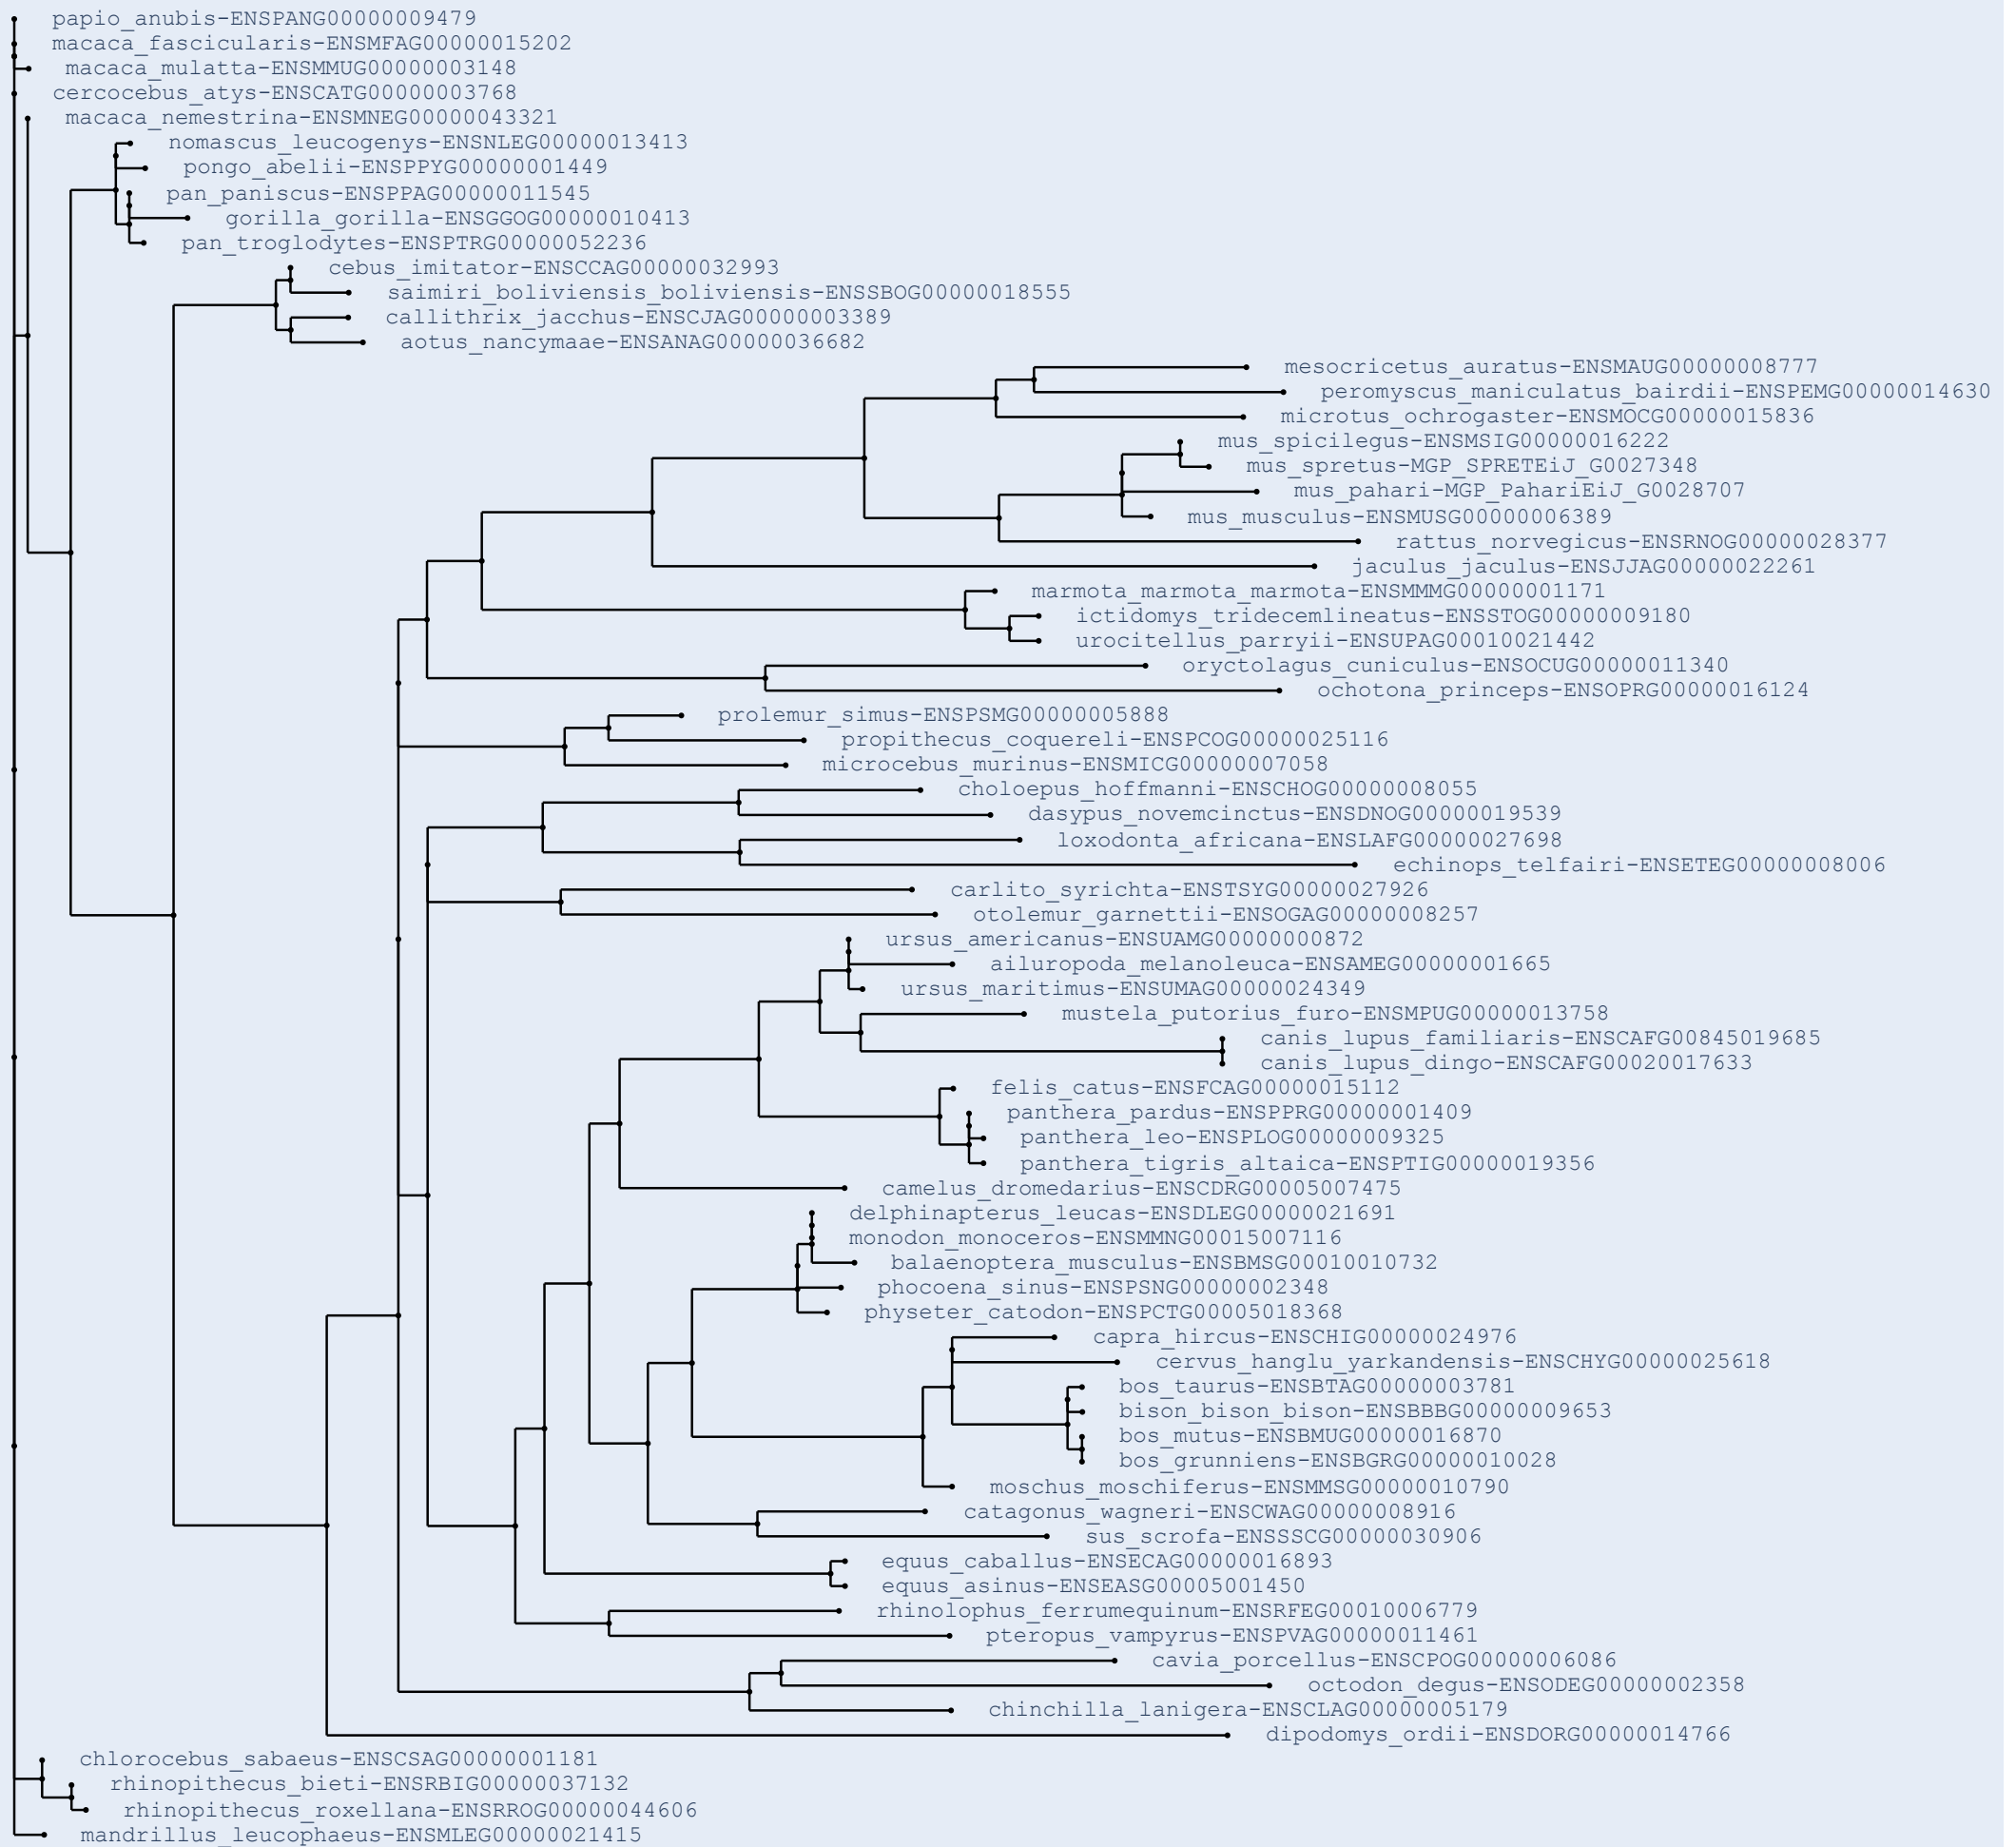 papio_anubis-ENSPANG00000009479
macaca_fascicularis-ENSMFAG00000015202
macaca_mulatta-ENSMMUG00000003148
cercocebus_atys-ENSCATG00000003768
macaca_nemestrina-ENSMNEG00000043321
nomascus_leucogenys-ENSNLEG00000013413
pongo_abelii-ENSPPYG00000001449
pan_paniscus-ENSPPAG00000011545
gorilla_gorilla-ENSGGOG00000010413
pan_troglodytes-ENSPTRG00000052236
cebus_imitator-ENSCCAG00000032993
saimiri_boliviensis_boliviensis-ENSSBOG00000018555
callithrix_jacchus-ENSCJAG00000003389
aotus_nancymaae-ENSANAG00000036682
mesocricetus_auratus-ENSMAUG00000008777
peromyscus_maniculatus_bairdii-ENSPEMG00000014630
microtus_ochrogaster-ENSMOCG00000015836
mus_spicilegus-ENSMSIG00000016222
mus_spretus-MGP_SPRETEiJ_G0027348
mus_pahari-MGP_PahariEiJ_G0028707
mus_musculus-ENSMUSG00000006389
rattus_norvegicus-ENSRNOG00000028377
jaculus_jaculus-ENSJJAG00000022261
marmota_marmota_marmota-ENSMMMG00000001171
ictidomys_tridecemlineatus-ENSSTOG00000009180
urocitellus_parryii-ENSUPAG00010021442
oryctolagus_cuniculus-ENSOCUG00000011340
ochotona_princeps-ENSOPRG00000016124
prolemur_simus-ENSPSMG00000005888
propithecus_coquereli-ENSPCOG00000025116
microcebus_murinus-ENSMICG00000007058
choloepus_hoffmanni-ENSCHOG00000008055
dasypus_novemcinctus-ENSDNOG00000019539
loxodonta_africana-ENSLAFG00000027698
echinops_telfairi-ENSETEG00000008006
carlito_syrichta-ENSTSYG00000027926
otolemur_garnettii-ENSOGAG00000008257
ursus_americanus-ENSUAMG00000000872
ailuropoda_melanoleuca-ENSAMEG00000001665
ursus_maritimus-ENSUMAG00000024349
mustela_putorius_furo-ENSMPUG00000013758
canis_lupus_familiaris-ENSCAFG00845019685
canis_lupus_dingo-ENSCAFG00020017633
felis_catus-ENSFCAG00000015112
panthera_pardus-ENSPPRG00000001409
panthera_leo-ENSPLOG00000009325
panthera_tigris_altaica-ENSPTIG00000019356
camelus_dromedarius-ENSCDRG00005007475
delphinapterus_leucas-ENSDLEG00000021691
monodon_monoceros-ENSMMNG00015007116
balaenoptera_musculus-ENSBMSG00010010732
phocoena_sinus-ENSPSNG00000002348
physeter_catodon-ENSPCTG00005018368
capra_hircus-ENSCHIG00000024976
cervus_hanglu_yarkandensis-ENSCHYG00000025618
bos_taurus-ENSBTAG00000003781
bison_bison_bison-ENSBBBG00000009653
bos_mutus-ENSBMUG00000016870
bos_grunniens-ENSBGRG00000010028
moschus_moschiferus-ENSMMSG00000010790
catagonus_wagneri-ENSCWAG00000008916
sus_scrofa-ENSSSCG00000030906
equus_caballus-ENSECAG00000016893
equus_asinus-ENSEASG00005001450
rhinolophus_ferrumequinum-ENSRFEG00010006779
pteropus_vampyrus-ENSPVAG00000011461
cavia_porcellus-ENSCPOG00000006086
octodon_degus-ENSODEG00000002358
chinchilla_lanigera-ENSCLAG00000005179
dipodomys_ordii-ENSDORG00000014766
chlorocebus_sabaeus-ENSCSAG00000001181
rhinopithecus_bieti-ENSRBIG00000037132
rhinopithecus_roxellana-ENSRROG00000044606
mandrillus_leucophaeus-ENSMLEG00000021415